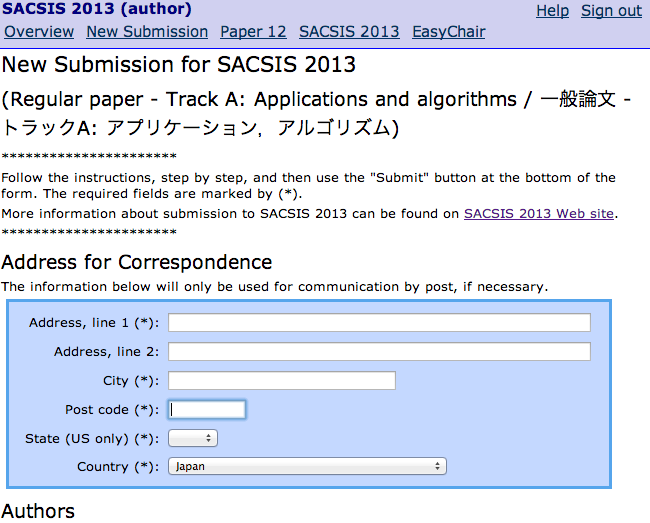 SACSIS 2013 (author)
Help Sign out
Overview New Submission Paper 12 SACSIS 2013 EasyChair
New Submission for SACSIS 2013
(Regular paper - Track A: Applications and algorithms / 一般論文 -
トラックA: アプリケーション，アルゴリズム)
**********************
Follow the instructions, step by step, and then use the "Submit" button at the bottom of the
form. The required fields are marked by (*).
More information about submission to SACSIS 2013 can be found on SACSIS 2013 Web site.
**********************
Address for Correspondence
The information below will only be used for communication by post, if necessary.
Address, line 1 (*):
Address, line 2:
City (*):
Post code (*):
State (US only) (*):
Country (*): Japan
Authors